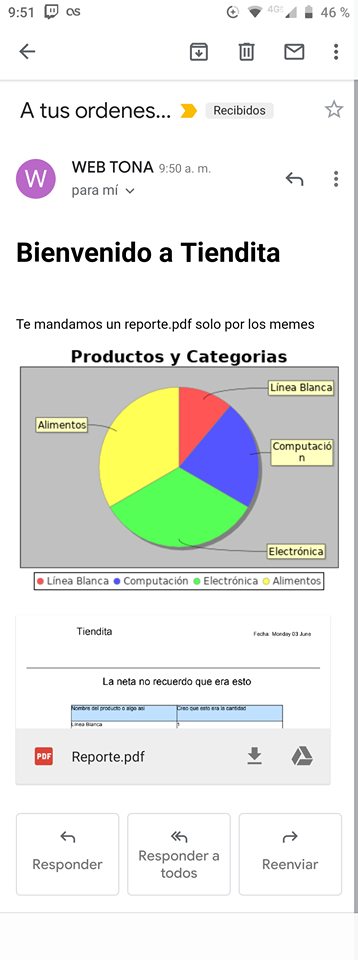 9:51
4G
46 %
A tus ordenes...
Recibidos
W
WEB TONA 9:50 a. m.
para mí
Bienvenido a Tiendita
Te mandamos un reporte.pdf solo por los memes
Productos y Categorias
Línea Blanca
Alimentos
Computació
n
Electrónica
Línea Blanca Computación Electrónica Alimentos
Tiendita
Fecha Monday 03 June
La neta no recuerdo que era esto
Nombre del producto o algo asi Creo que esto era la cantidad
Linea Blanca 1
PDF Reporte.pdf
Responder
Responder a
todos
Reenviar